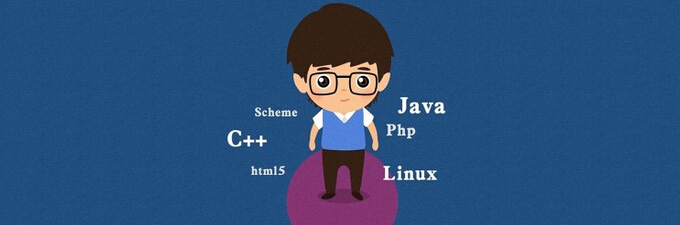 Scheme
Java
C++
Php
html5
Linux